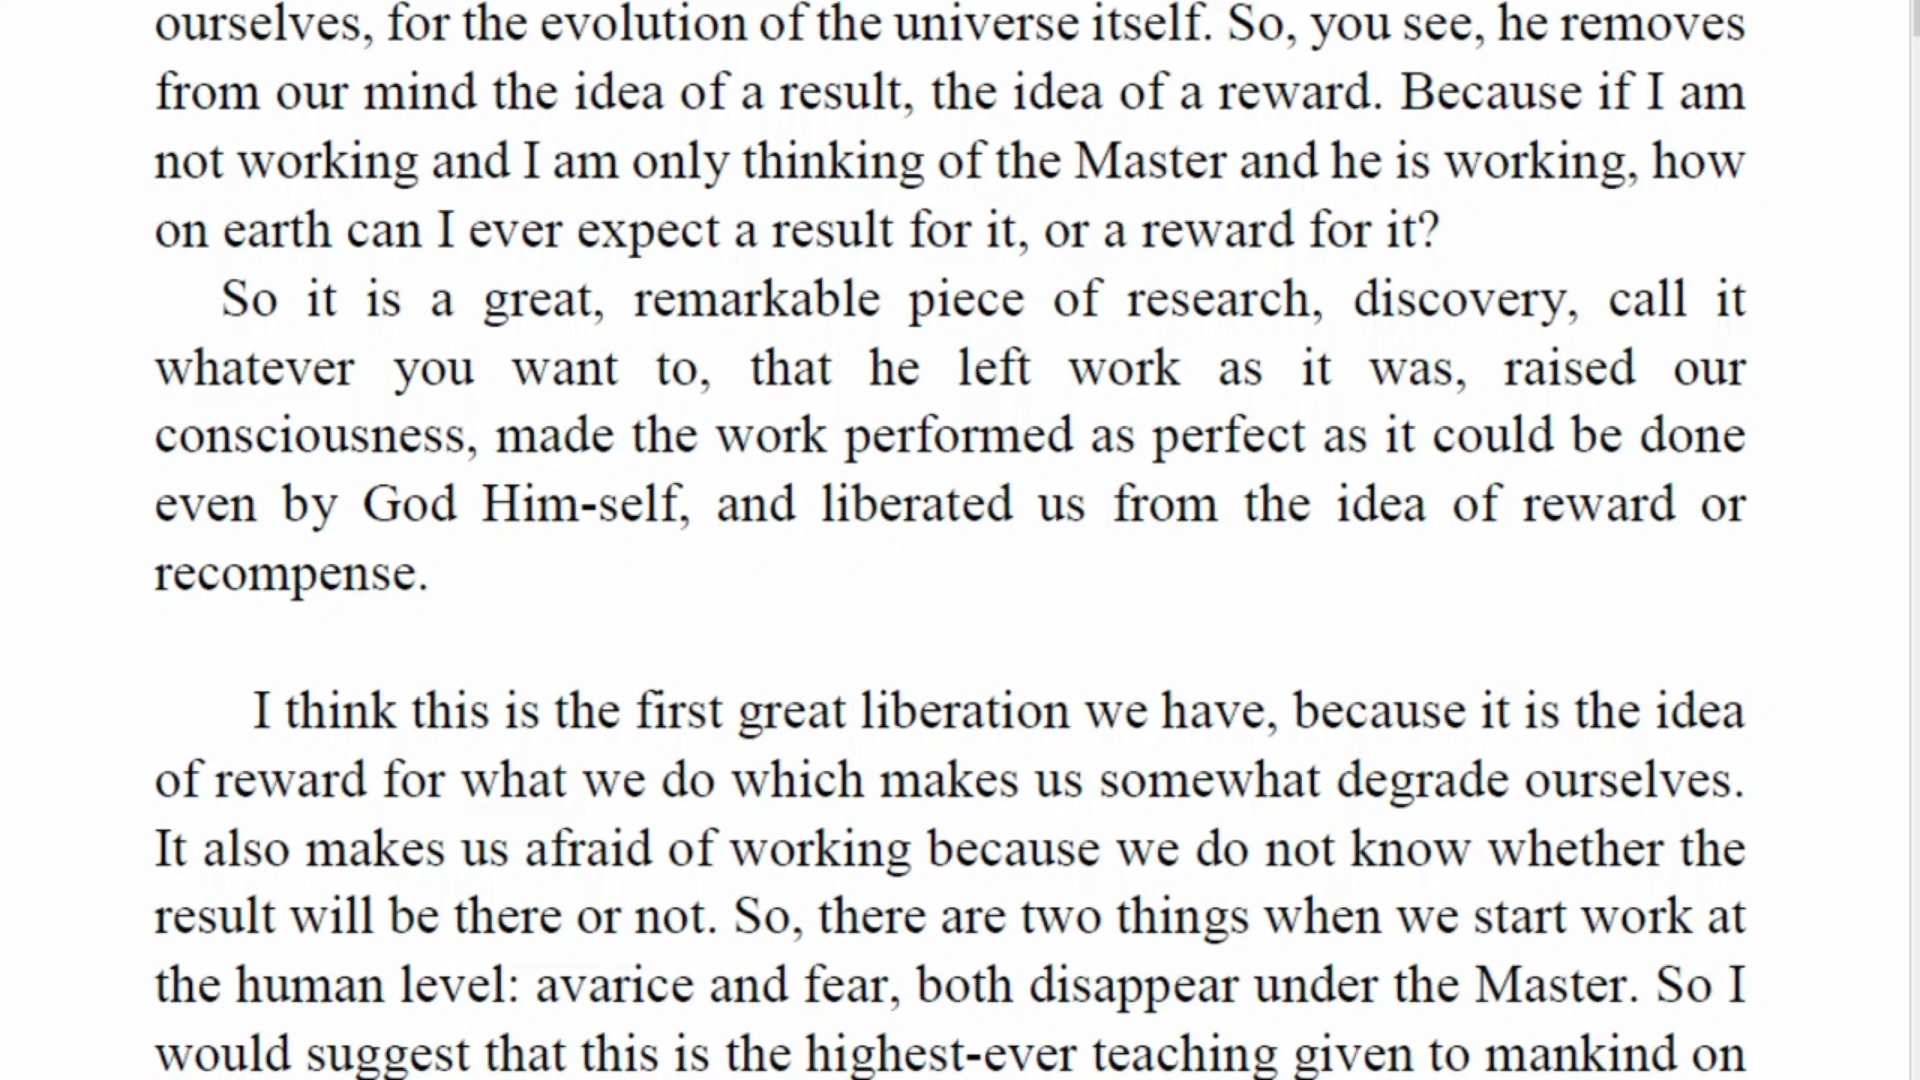 ourselves, for the evolution of the universe itself. So, you see, he removes
from our mind the idea of a result, the idea of a reward. Because if I am
not working and I am only thinking of the Master and he is working, how
on earth can I ever expect a result for it, or a reward for it?
So it is a great, remarkable piece of research, discovery, call it
whatever you want to, that he left work as it was, raised our
consciousness, made the work performed as perfect as it could be done
even by God Him-self, and liberated us from the idea of reward or
recompense.
I think this is the first great liberation we have, because it is the idea
of reward for what we do which makes us somewhat degrade ourselves.
It also makes us afraid of working because we do not know whether the
result will be there or not. So, there are two things when we start work at
the human level: avarice and fear, both disappear under the Master. So I
would suggest that this is the highest-ever teaching given to mankind on